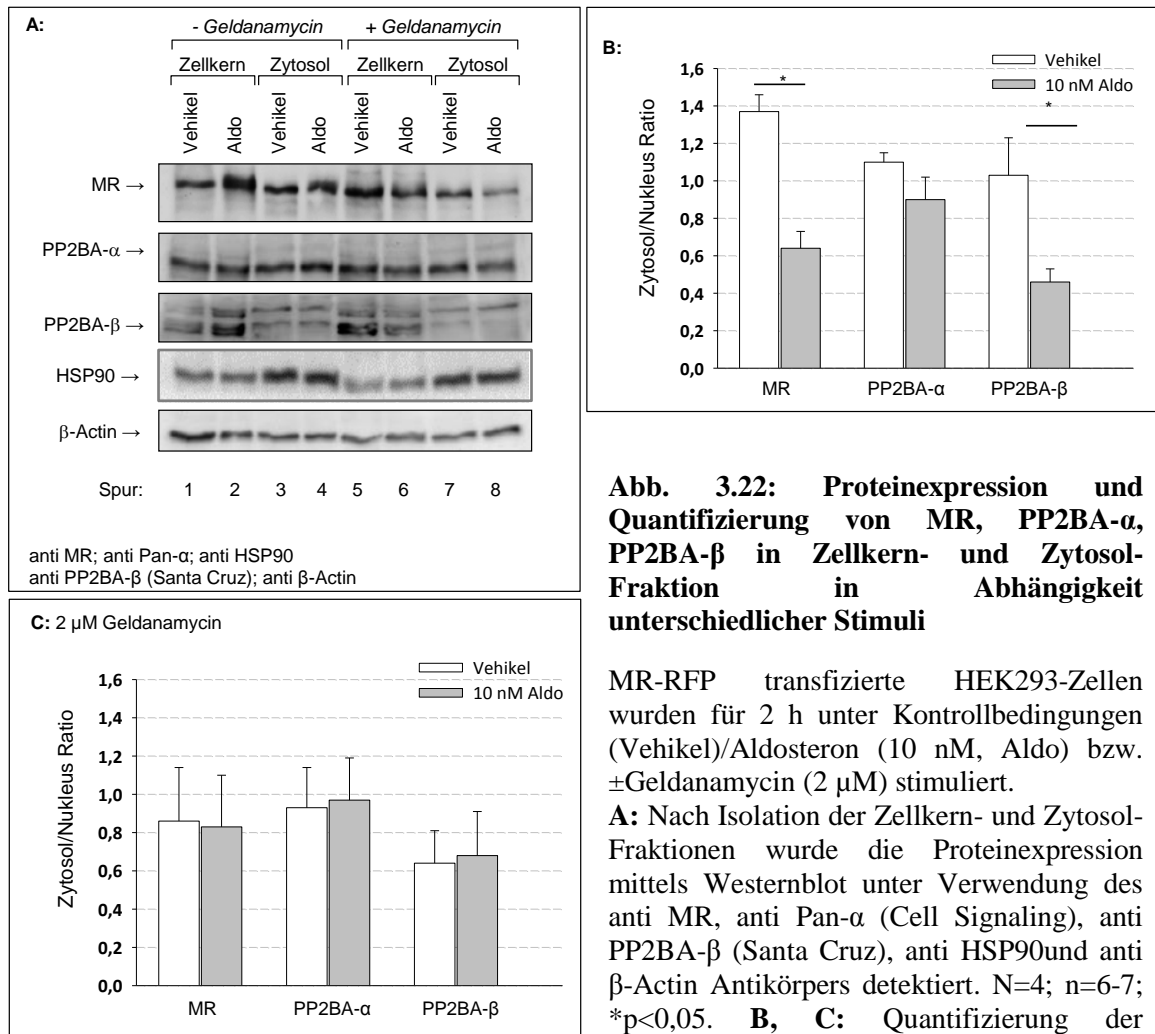 A:
- Geldanamycin + Geldanamycin
Zellkern Zytosol Zellkern Zytosol
Vehikel Aldo Vehikel Aldo Vehikel Aldo Vehikel Aldo
MR →
PP2BA-α →
PP2BA-β →
HSP90 →
β-Actin →
Spur: 1 2 3 4 5 6 7 8
anti MR; anti Pan-α; anti HSP90
anti PP2BA-β (Santa Cruz); anti β-Actin
B:
Vehikel
10 nM Aldo
Zytosol/Nukleus Ratio
1,6
1,4
1,2
1,0
0,8
0,6
0,4
0,2
0,0
*
*
MR PP2BA-α PP2BA-β
C: 2 µM Geldanamycin
Vehikel
10 nM Aldo
Zytosol/Nukleus Ratio
1,6
1,4
1,2
1,0
0,8
0,6
0,4
0,2
0,0
MR PP2BA-α PP2BA-β
Abb. 3.22: Proteinexpression und
Quantifizierung von MR, PP2BA-α,
PP2BA-β in Zellkern- und Zytosol-
Fraktion in Abhängigkeit
unterschiedlicher Stimuli
MR-RFP transfizierte HEK293-Zellen
wurden für 2 h unter Kontrollbedingungen
(Vehikel)/Aldosteron (10 nM, Aldo) bzw.
±Geldanamycin (2 µM) stimuliert.
A: Nach Isolation der Zellkern- und Zytosol-
Fraktionen wurde die Proteinexpression
mittels Westernblot unter Verwendung des
anti MR, anti Pan-α (Cell Signaling), anti
PP2BA-β (Santa Cruz), anti HSP90und anti
β-Actin Antikörpers detektiert. N=4; n=6-7;
*p<0,05. B, C: Quantifizierung der